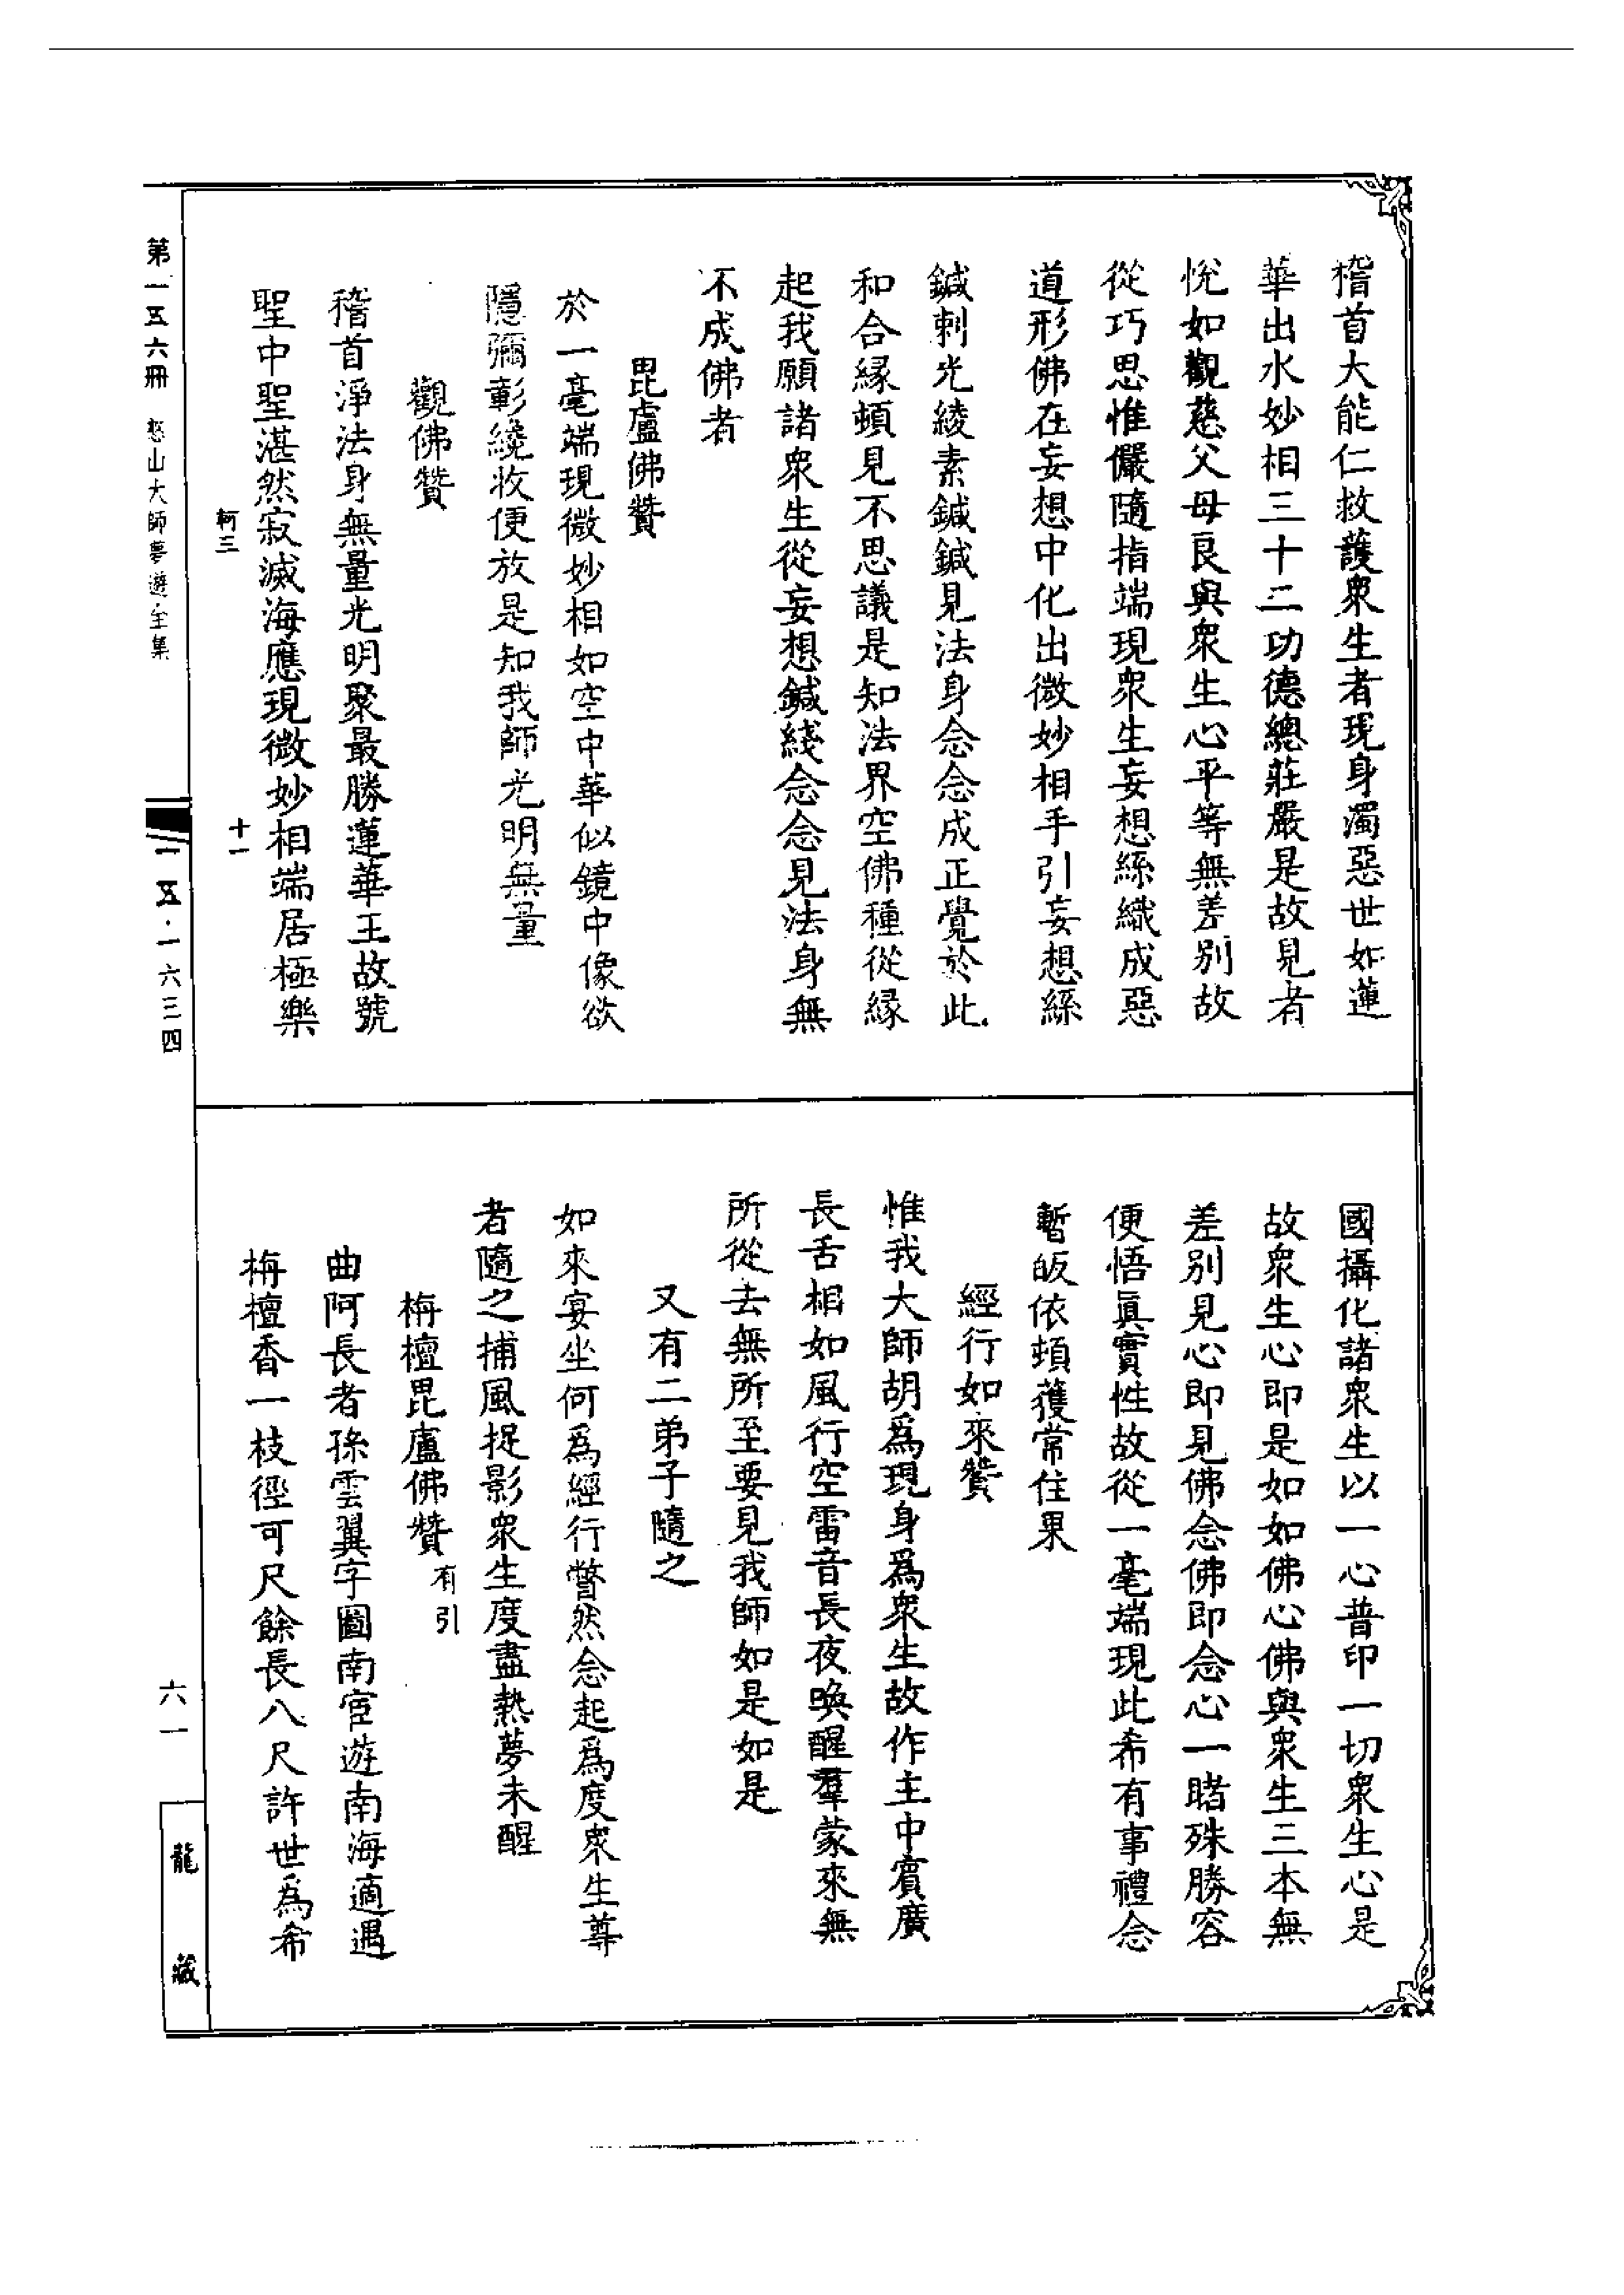 稽首大能仁救護衆生者現身濁惡世如蓮
華出水妙相三十二功德總莊嚴是故見者
悅如觀慈父母良與衆生心平等無差別故
從巧思惟儼隨指端現衆生妄想絲織成惡
道形佛在妄想中化出微妙相手引妄想絲
鍼刺光綾素鍼鍼見法身念念成正覺於此
和合緣頓見不思議是知法界空佛種從緣
起我願諸衆生從妄想鍼綫念念見法身無
不成佛者
毘盧佛贊
於一毫端現微妙相如空中華似鏡中像欲
隱彌彰纔收便放是知我師光明無量
觀佛贊
稽首淨法身無量光明聚最勝蓮華王故號
聖中聖湛然寂滅海應現微妙相端居極樂
軻三
十一
國攝化諸衆生以一心普印一切衆生心是
故衆生心即是如如佛心佛與衆生三本無
差別見心即見佛念佛即念心一睹殊勝容
便悟眞實性故從一毫端現此希有事禮念
暫皈依頓獲常住果
經行如來贊
惟我大師胡爲現身爲衆生故作主中賓廣
長舌相如風行空雷音長夜喚醒羣蒙來無
所從去無所至要見我師如是如是
又有二弟子隨之
如來宴坐何爲經行瞥然念起爲度衆生尊
者隨之捕風捉影衆生度盡熱夢未醒
栴檀毘盧佛贊有引
曲阿長者孫雲翼字圖南宦遊南海適遇
栴檀香一枝徑可尺餘長八尺許世爲希
第一五六冊
憨山大師夢遊全集
一五·一六三四
六一
龍藏